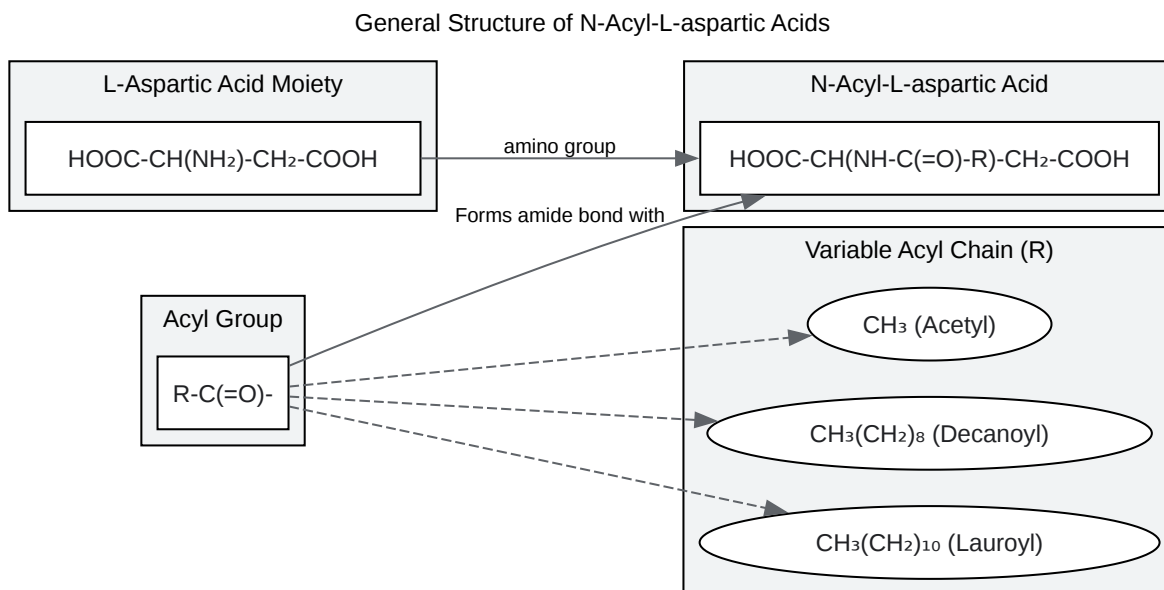 General Structure of N-Acyl-L-aspartic Acids
L-Aspartic Acid Moiety
HOOC-CH(NH₂)-CH₂-COOH
amino group
N-Acyl-L-aspartic Acid
HOOC-CH(NH-C(=O)-R)-CH₂-COOH
Forms amide bond with
Acyl Group
R-C(=O)-
Variable Acyl Chain (R)
CH₃ (Acetyl)
CH₃(CH₂)₈ (Decanoyl)
CH₃(CH₂)₁₀ (Lauroyl)